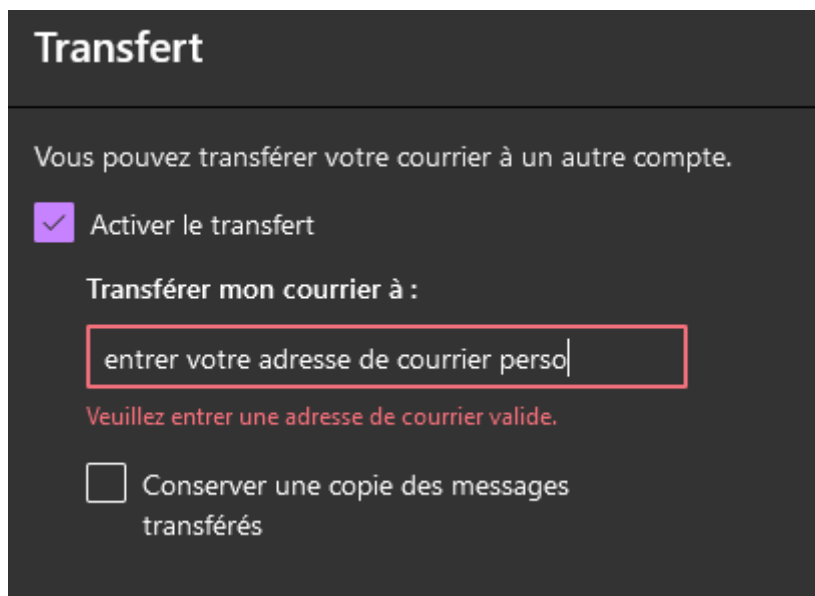 Transfert
Vous pouvez transférer votre courrier à un autre compte.
Activer le transfert
Transférer mon courrier à :
entrer votre adresse de courrier perso
Veuillez entrer une adresse de courrier valide.
Conserver une copie des messages
transférés